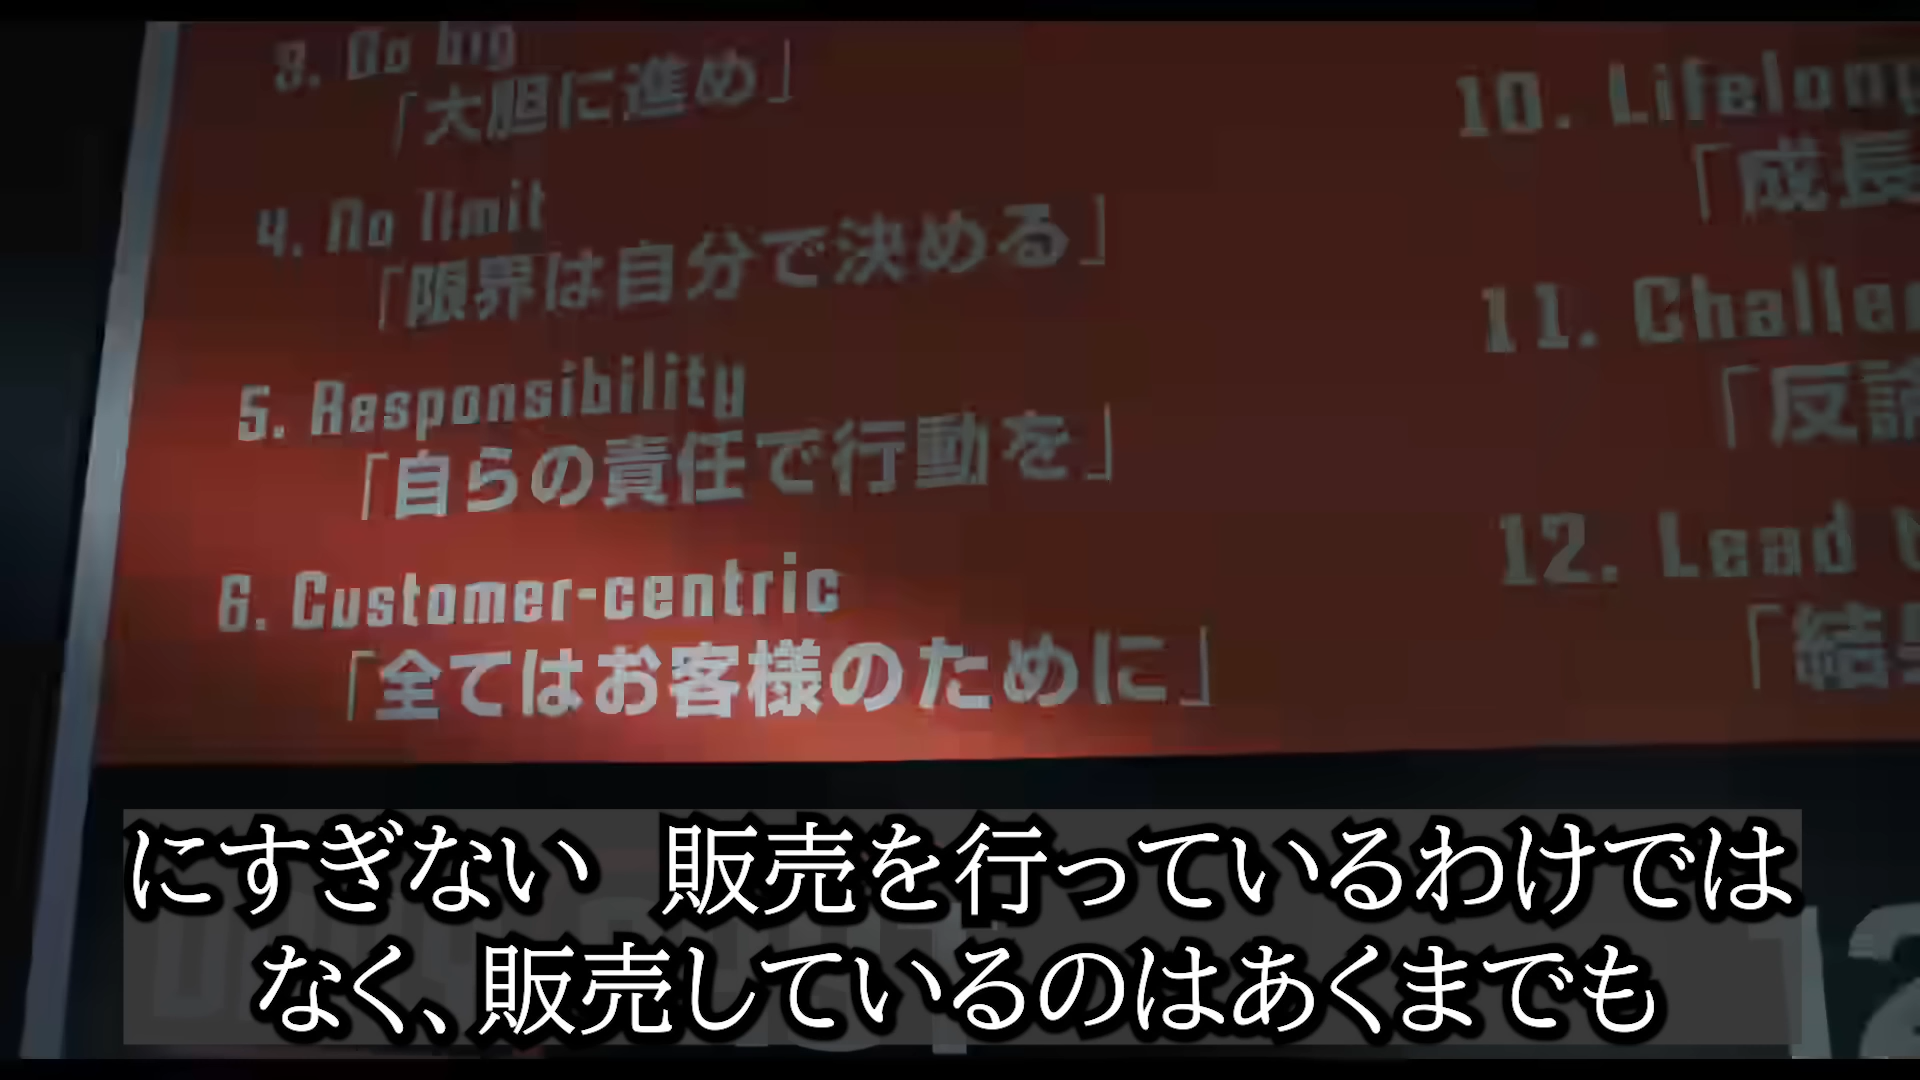 3. Go big
「大胆に進め」
4. No limit
「限界は自分で決める」
5. Responsibility
「自らの責任で行動を」
6. Customer-centric
「全てはお客様のために」
10. Lifelong
「成長
11.
「反論
12. Lead
「結果
にすぎない　販売を行っているわけでは
なく、販売しているのはあくまでも